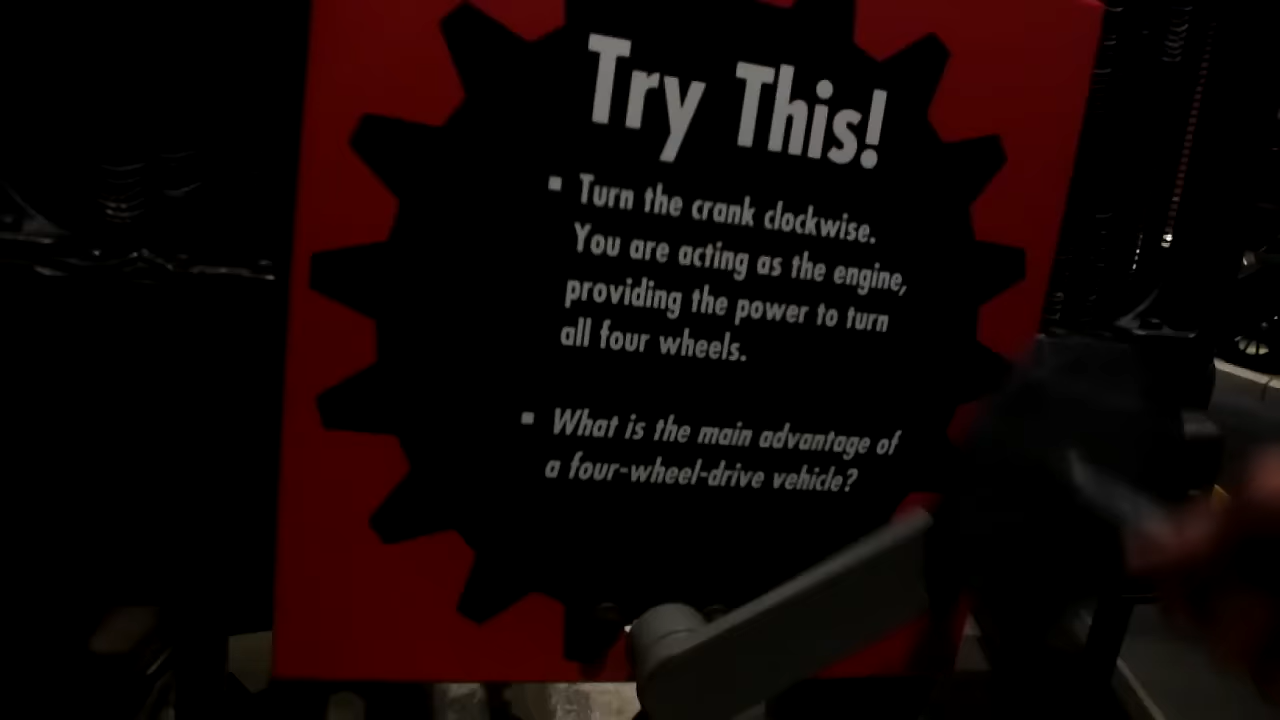 Try This!
▪ Turn the crank clockwise.
You are acting as the engine,
providing the power to turn
all four wheels.
▪ What is the main advantage of
a four-wheel-drive vehicle?